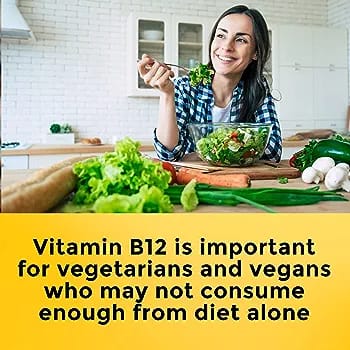 Vitamin B12 is important
for vegetarians and vegans
who may not consume
enough from diet alone